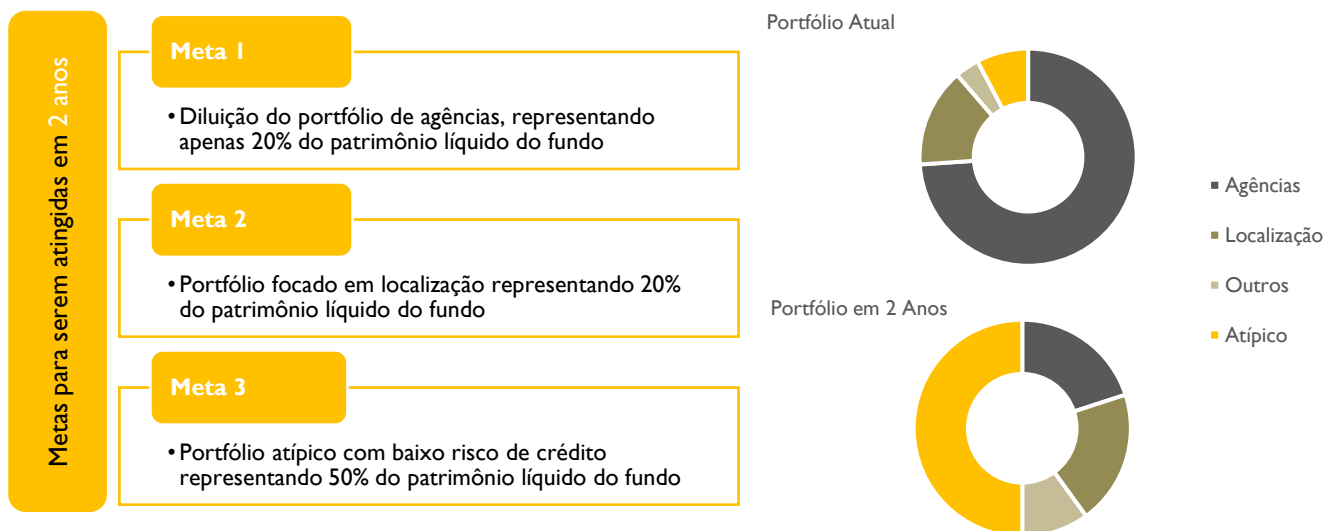 Metas para serem atingidas em 2 anos
Meta 1
•Diluição do portfólio de agências, representando
apenas 20% do patrimônio líquido do fundo
Meta 2
•Portfólio focado em localização representando 20%
do patrimônio líquido do fundo
Meta 3
•Portfólio atípico com baixo risco de crédito
representando 50% do patrimônio líquido do fundo
Portfólio Atual
Portfólio em 2 Anos
Agências
Localização
Outros
Atípico